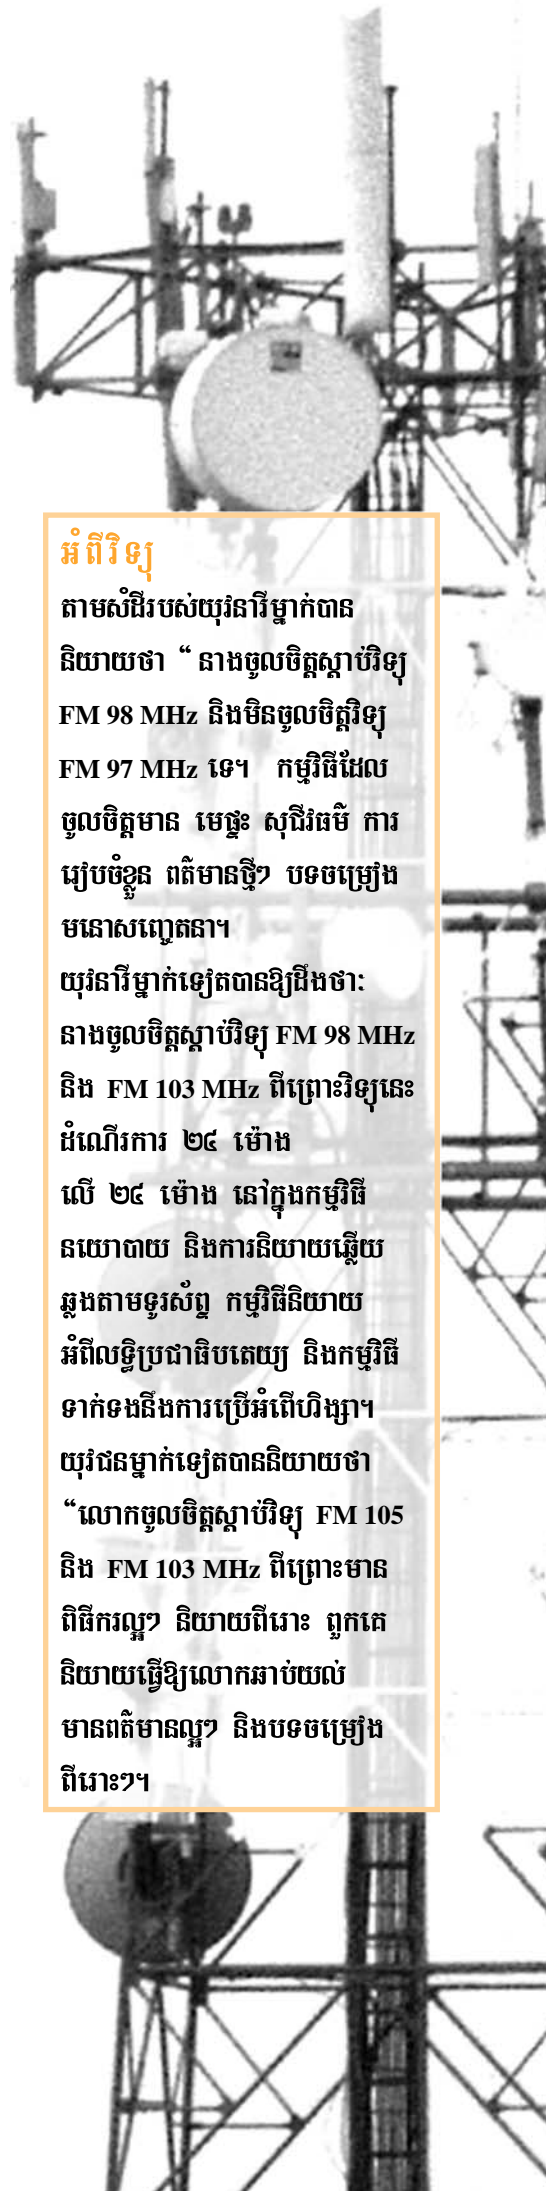 អំពីវិទ្យុ
តាមសំដីរបស់យុវនារីម្នាក់បាន
និយាយថា “ នាងចូលចិត្តស្តាប់វិទ្យុ
FM 98 MHz និងមិនចូលចិត្តវិទ្យុ
FM 97 MHz ទេ។ កម្មវិធីដែល
ចូលចិត្តមាន មេផ្ទះ សុជីវធម៌ ការ
រៀបចំខ្លួន ពត៌មានថ្មីៗ បទចម្រៀង
មនោសញ្ចេតនា។
យុវនារីម្នាក់ទៀតបានឱ្យដឹងថាៈ
នាងចូលចិត្តស្តាប់វិទ្យុ FM 98 MHz
និង FM 103 MHz ពីព្រោះវិទ្យុនេះ
ដំណើរការ ២៤ ម៉ោង
លើ ២៤ ម៉ោង នៅក្នុងកម្មវិធី
នយោបាយ និងការនិយាយឆ្លើយ
ឆ្លងតាមទូរស័ព្ទ កម្មវិធីនិយាយ
អំពីលទ្ធិប្រជាធិបតេយ្យ និងកម្មវិធី
ទាក់ទងនឹងការប្រើអំពើហិង្សា។
យុវជនម្នាក់ទៀតបាននិយាយថា
“លោកចូលចិត្តស្តាប់វិទ្យុ FM 105
និង FM 103 MHz ពីព្រោះមាន
ពិធីករល្អៗ និយាយពីរោះ ពួកគេ
និយាយធ្វើឱ្យលោកឆាប់យល់
មានពត៌មានល្អៗ និងបទចម្រៀង
ពីរោះៗ។